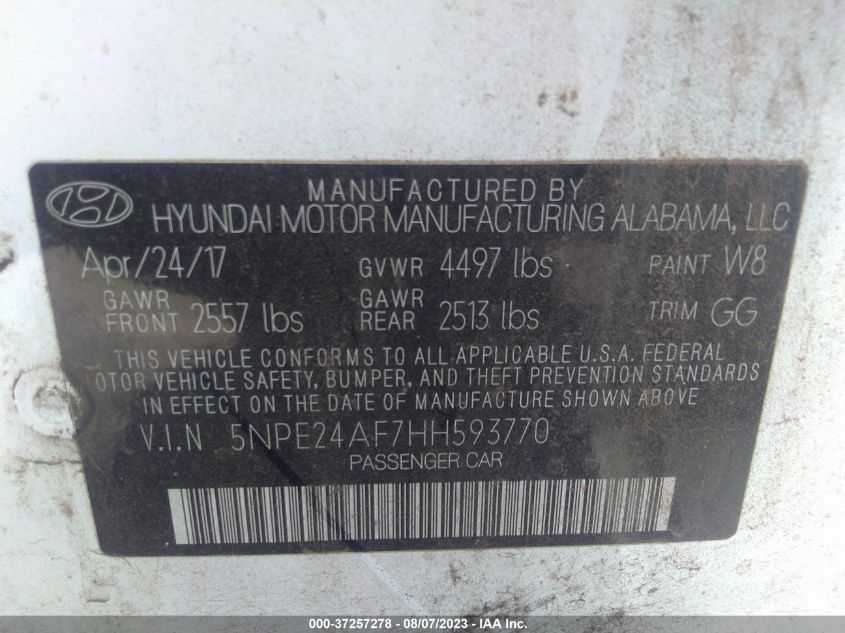 MANUFACTURED BY
HYUNDAI MOTOR MANUFACTURING ALABAMA, LLC
Apr/24/17 GVWR 4497 lbs PAINT W8
GAWR FRONT 2557 lbs GAWR REAR 2513 lbs TRIM GG
THIS VEHICLE CONFORMS TO ALL APPLICABLE U.S.A. FEDERAL
OTOR VEHICLE SAFETY, BUMPER, AND THEFT PREVENTION STANDARDS
IN EFFECT ON THE DATE OF MANUFACTURE SHOWN ABOVE
V.I.N 5NPE24AF7HH593770
PASSENGER CAR
000-37257278 - 08/07/2023 - COPYRIGHT IAA, LLC.